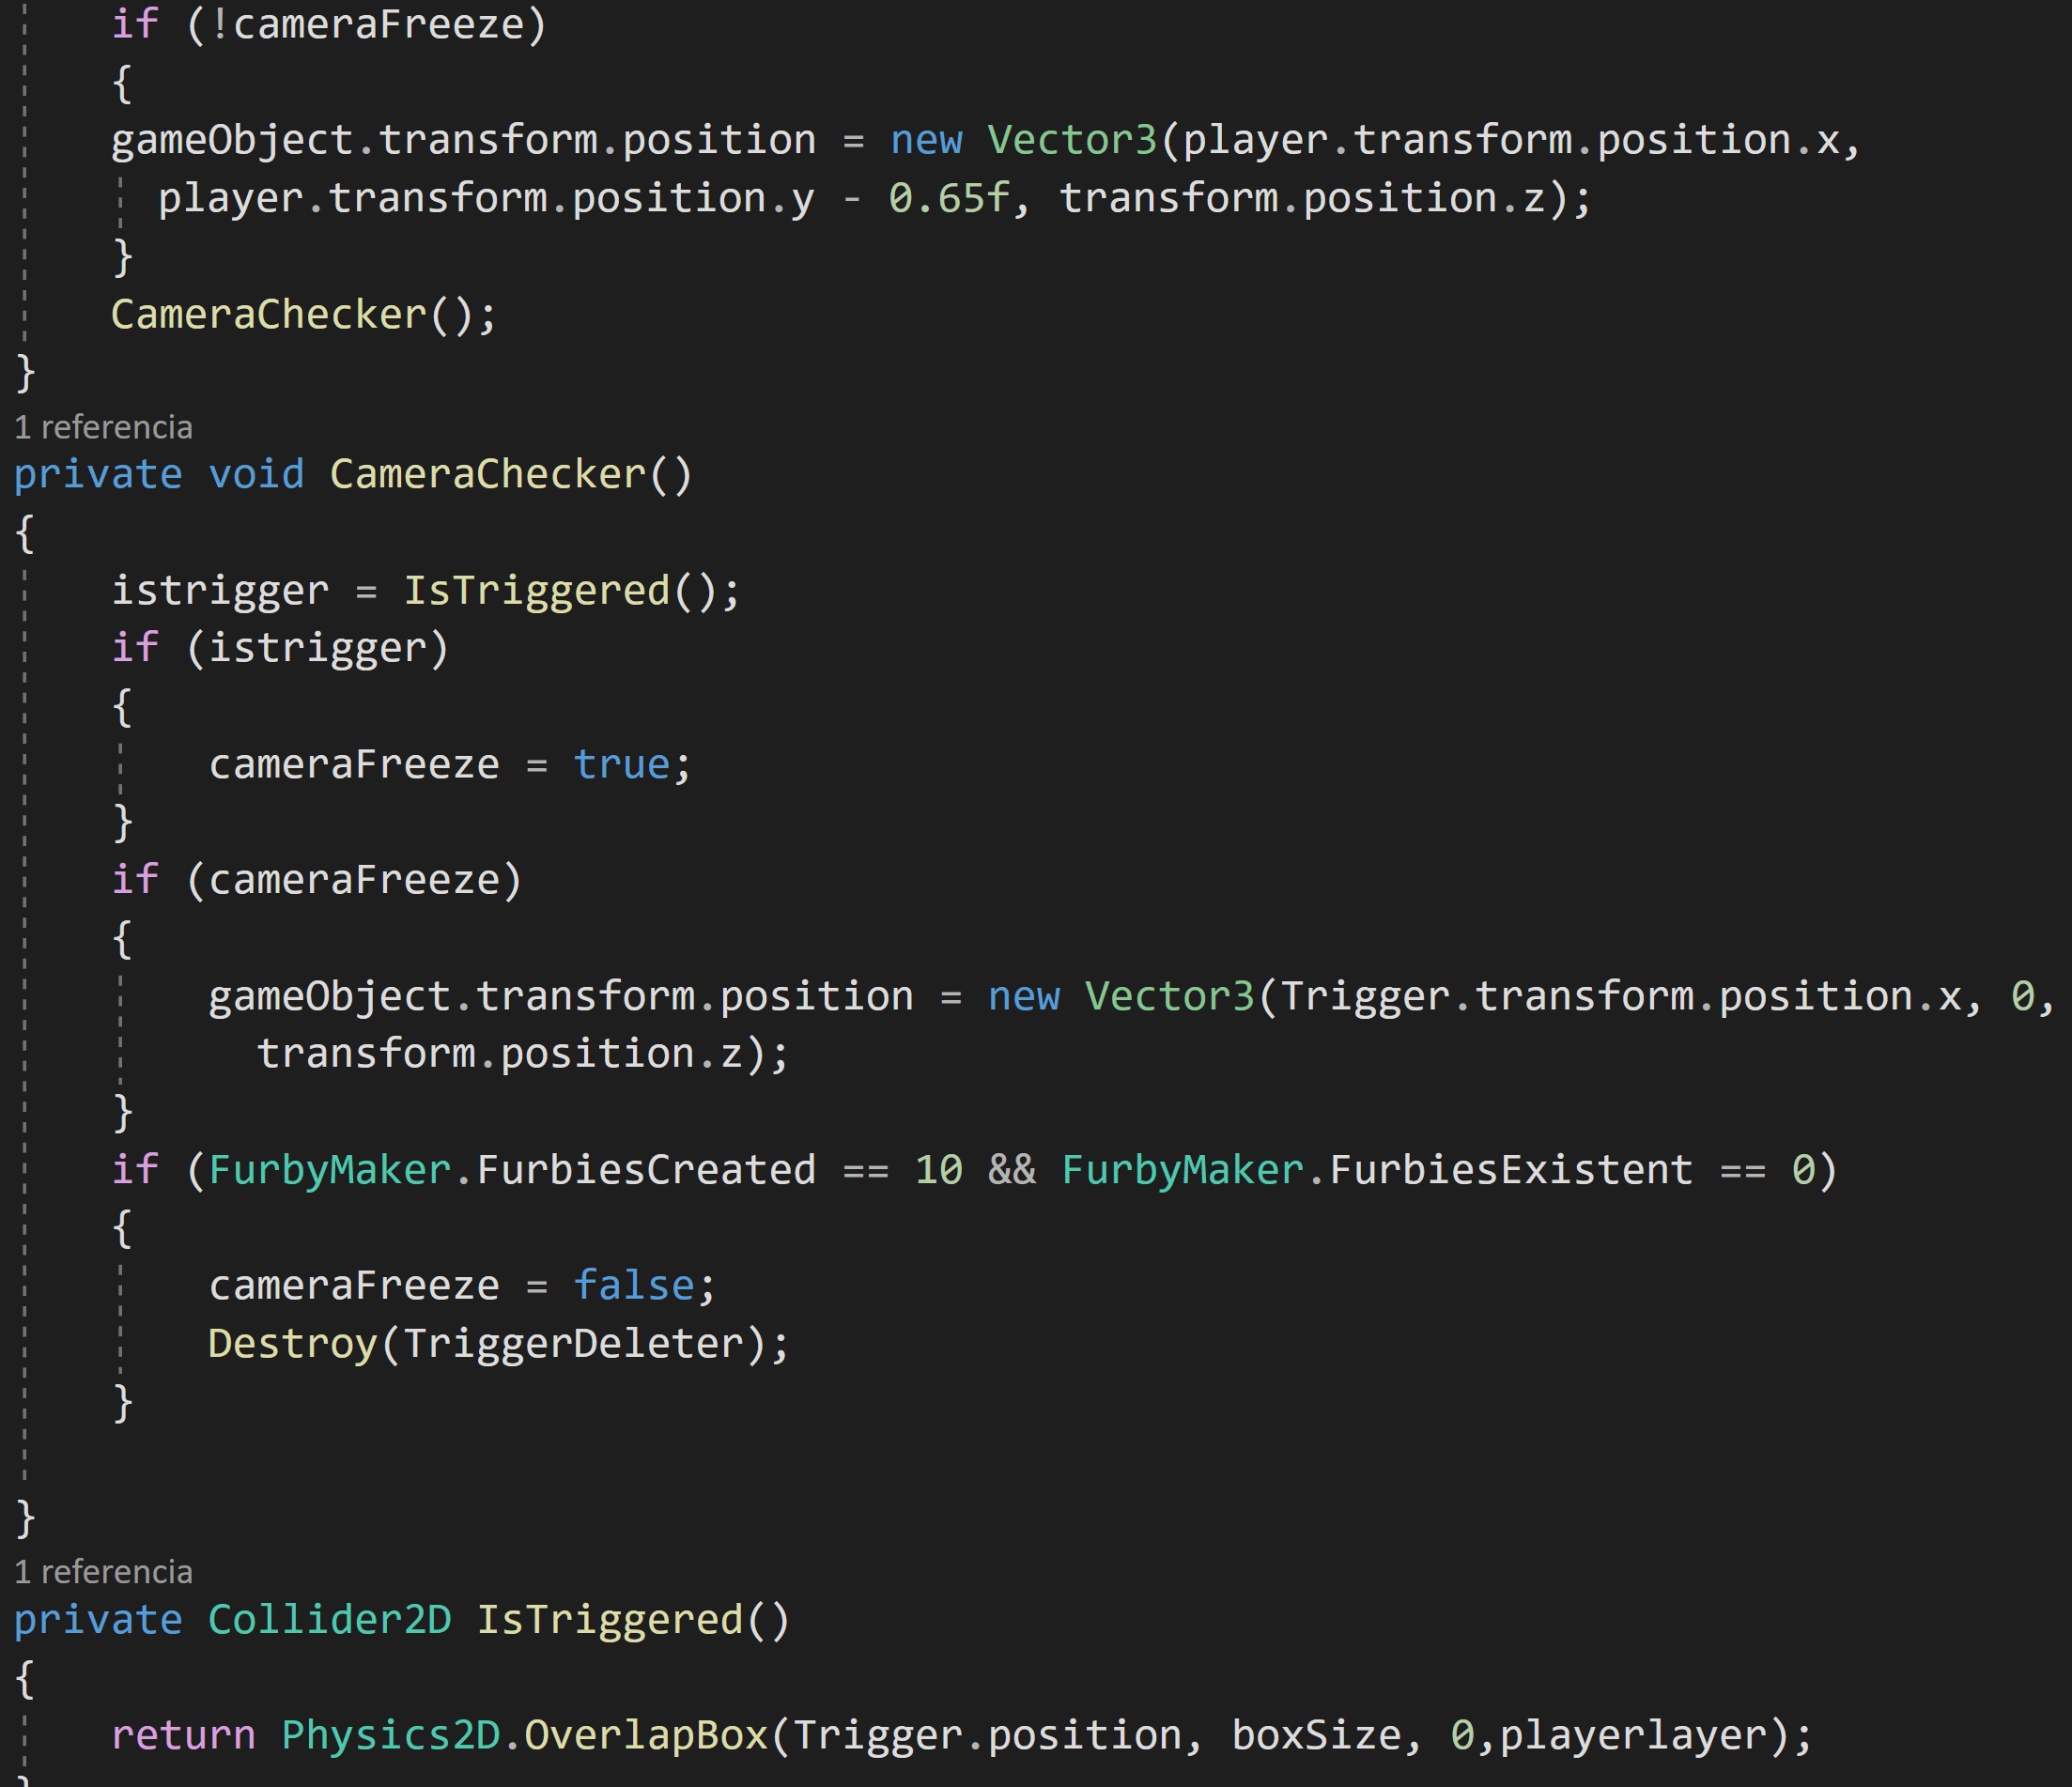 if (!cameraFreeze)
{
gameObject.transform.position = new Vector3(player.transform.position.x,
player.transform.position.y - 0.65f, transform.position.z);
}
CameraChecker();
}
1 referencia
private void CameraChecker()
{
istrigger = IsTriggered();
if (istrigger)
{
cameraFreeze = true;
}
if (cameraFreeze)
{
gameObject.transform.position = new Vector3(Trigger.transform.position.x, 0,
transform.position.z);
}
if (FurbyMaker.FurbiesCreated == 10 && FurbyMaker.FurbiesExistent == 0)
{
cameraFreeze = false;
Destroy(TriggerDeleter);
}
}
1 referencia
private Collider2D IsTriggered()
{
return Physics2D.OverlapBox(Trigger.position, boxSize, 0,playerlayer);
}